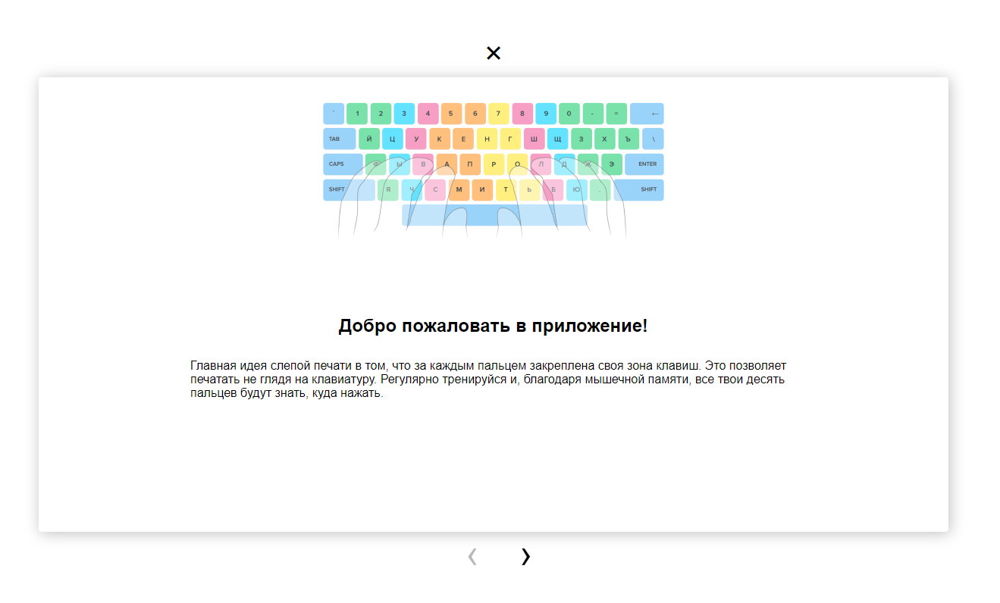 ✕
` 1 2 3 4 5 6 7 8 9 0 - = ←
TAB Й Ц У К Е Н Г Ш Щ З Х Ъ \
CAPS Ф Ы В А П Р О Л Д Ж Э ENTER
SHIFT Я Ч С М И Т Ь Б Ю . SHIFT
Добро пожаловать в приложение!
Главная идея слепой печати в том, что за каждым пальцем закреплена своя зона клавиш. Это позволяет
печатать не глядя на клавиатуру. Регулярно тренируйся и, благодаря мышечной памяти, все твои десять
пальцев будут знать, куда нажать.
‹ ›